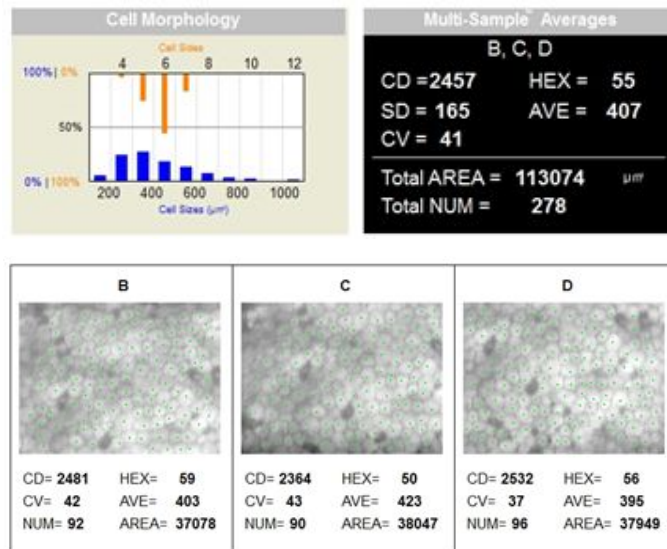 Cell Morphology
Cell Sides
4 6 8 10 12
100% | 0%
50%
0% | 100%
200 400 600 800 1000
Cell Sizes (µm²)
Multi-Sample™ Averages
B, C, D
CD = 2457 HEX = 55
SD = 165 AVE = 407
CV = 41
Total AREA = 113074 µm²
Total NUM = 278
B
CD= 2481 HEX= 59
CV= 42 AVE= 403
NUM= 92 AREA= 37078
C
CD= 2364 HEX= 50
CV= 43 AVE= 423
NUM= 90 AREA= 38047
D
CD= 2532 HEX= 56
CV= 37 AVE= 395
NUM= 96 AREA= 37949